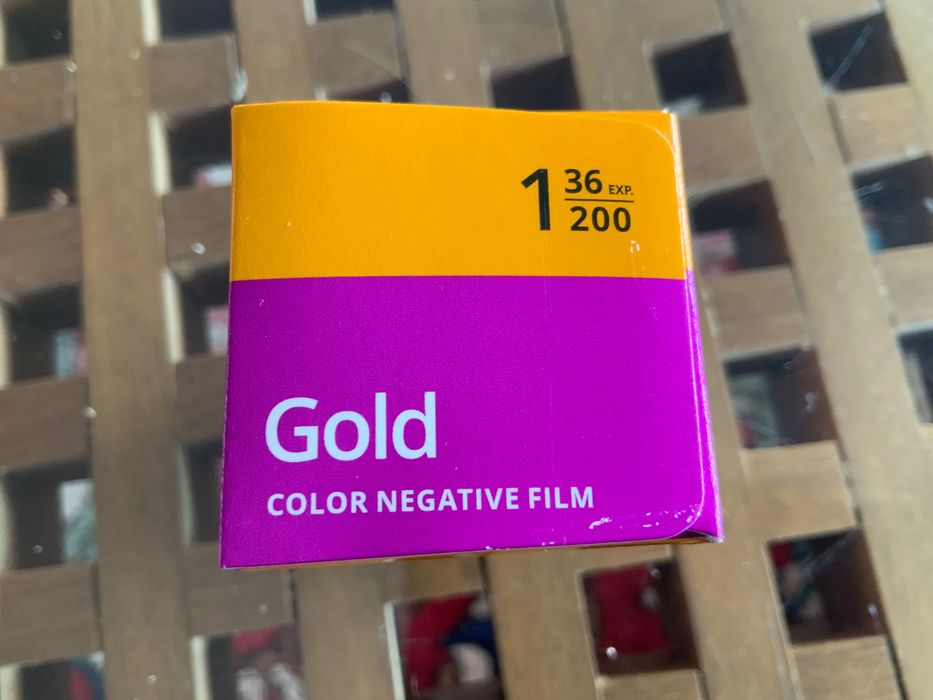 1 36 EXP.
200
Gold
COLOR NEGATIVE FILM